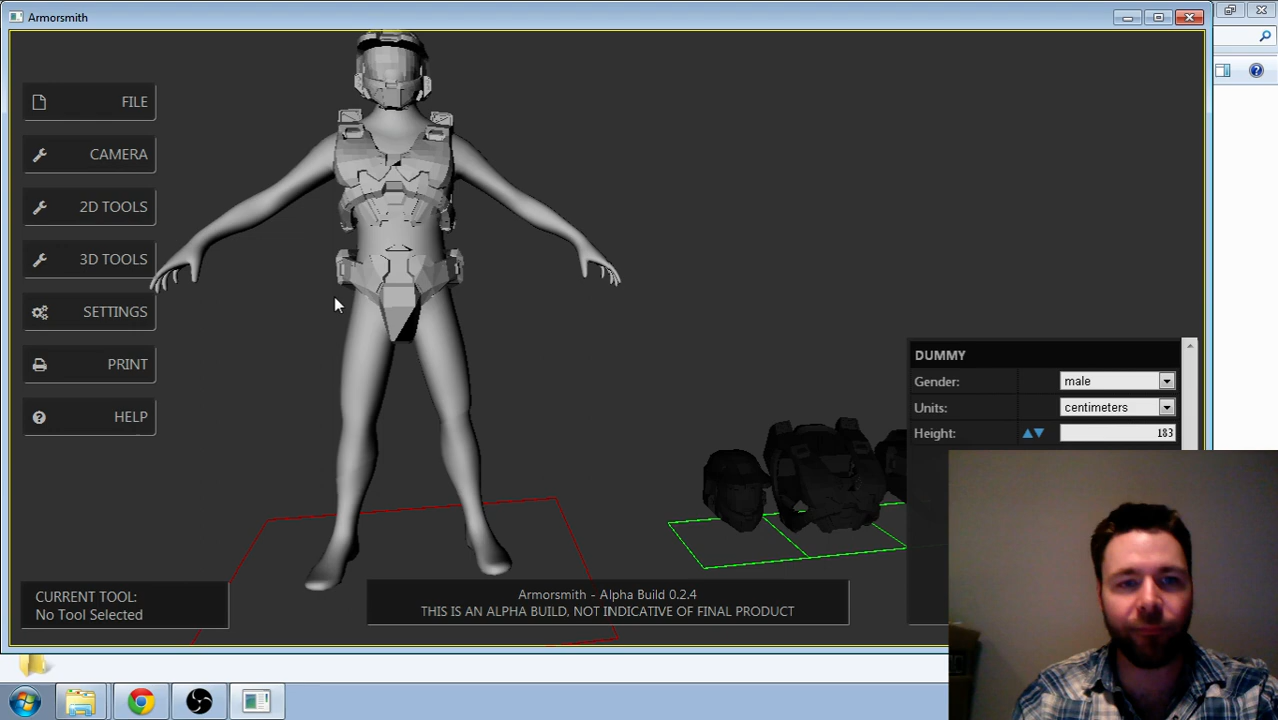 Armorsmith
FILE
CAMERA
2D TOOLS
3D TOOLS
SETTINGS
PRINT
HELP
DUMMY
Gender: male
Units: centimeters
Height: 183
CURRENT TOOL:
No Tool Selected
Armorsmith - Alpha Build 0.2.4
THIS IS AN ALPHA BUILD, NOT INDICATIVE OF FINAL PRODUCT